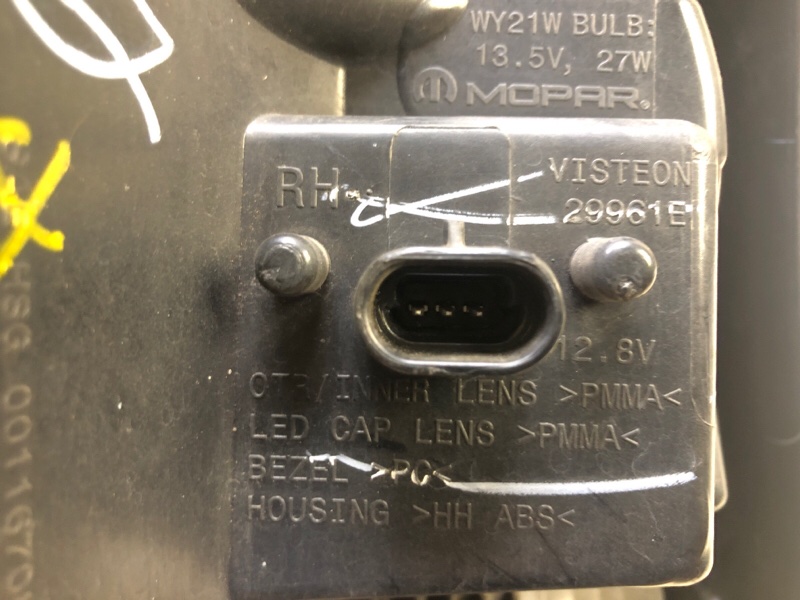 WY21W BULB:
13.5V, 27W
MOPAR®
RH
VISTEON
29961E
12.8V
CTR/INNER LENS >PMMA<
LED CAP LENS >PMMA<
BEZEL >PC<
HOUSING >HH ABS<
X